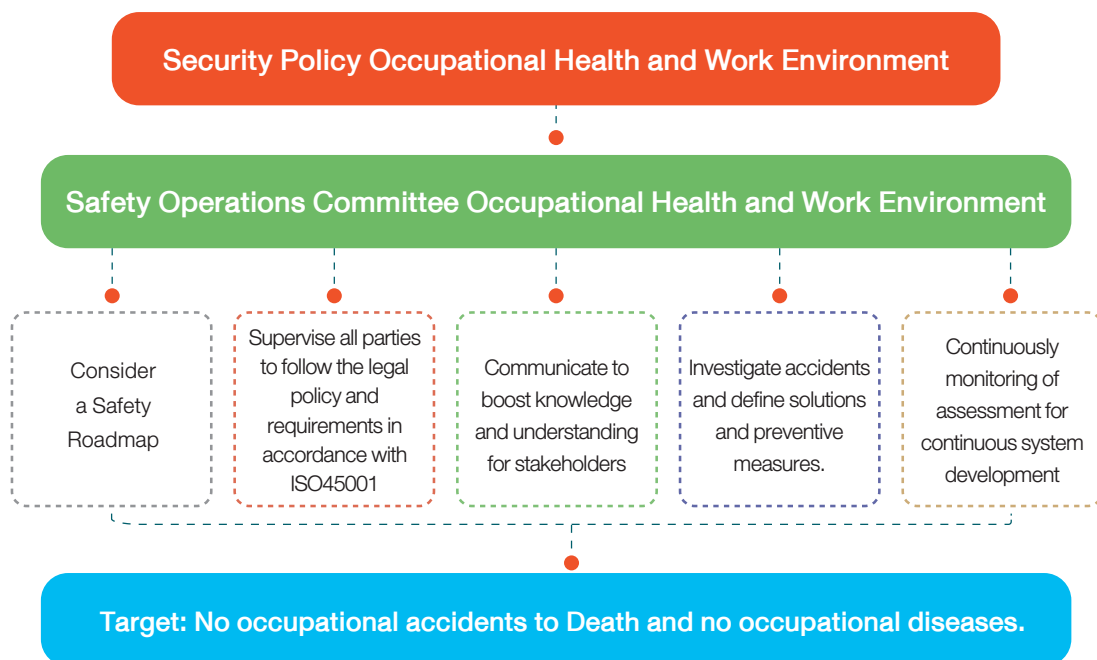 Security Policy Occupational Health and Work Environment
Safety Operations Committee Occupational Health and Work Environment
Consider
a Safety
Roadmap
Supervise all parties
to follow the legal
policy and
requirements in
accordance with
ISO45001
Communicate to
boost knowledge
and understanding
for stakeholders
Investigate accidents
and define solutions
and preventive
measures.
Continuously
monitoring of
assessment for
continuous system
development
Target: No occupational accidents to Death and no occupational diseases.